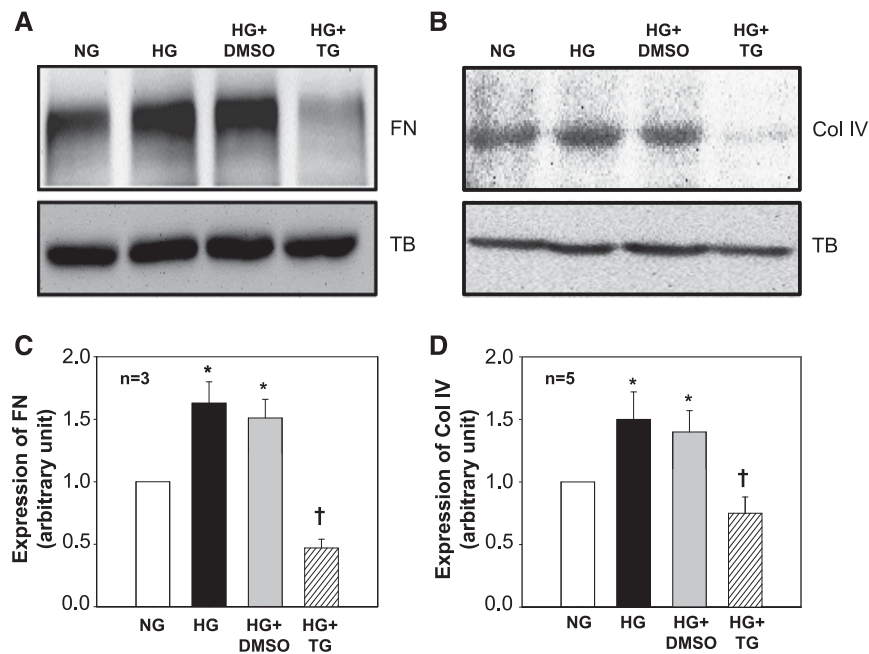 A
NG HG HG+ DMSO HG+ TG
FN
TB
B
NG HG HG+ DMSO HG+ TG
Col IV
TB
C
Expression of FN
(arbitrary unit)
2.0
1.5
1.0
0.5
0.0
n=3
*
*
†
NG HG HG+ DMSO HG+ TG
D
Expression of Col IV
(arbitrary unit)
2.0
1.5
1.0
0.5
0.0
n=5
*
*
†
NG HG HG+ DMSO HG+ TG